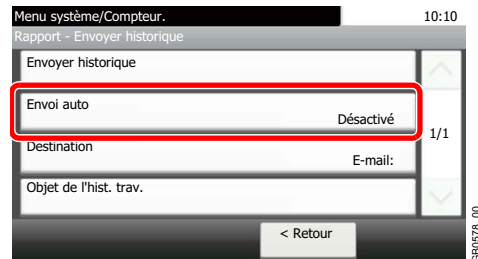 Menu système/Compteur. 10:10
Rapport - Envoyer historique
Envoyer historique
Envoi auto
Désactivé
1/1
Destination
E-mail:
Objet de l'hist. trav.
< Retour
GB0578_00